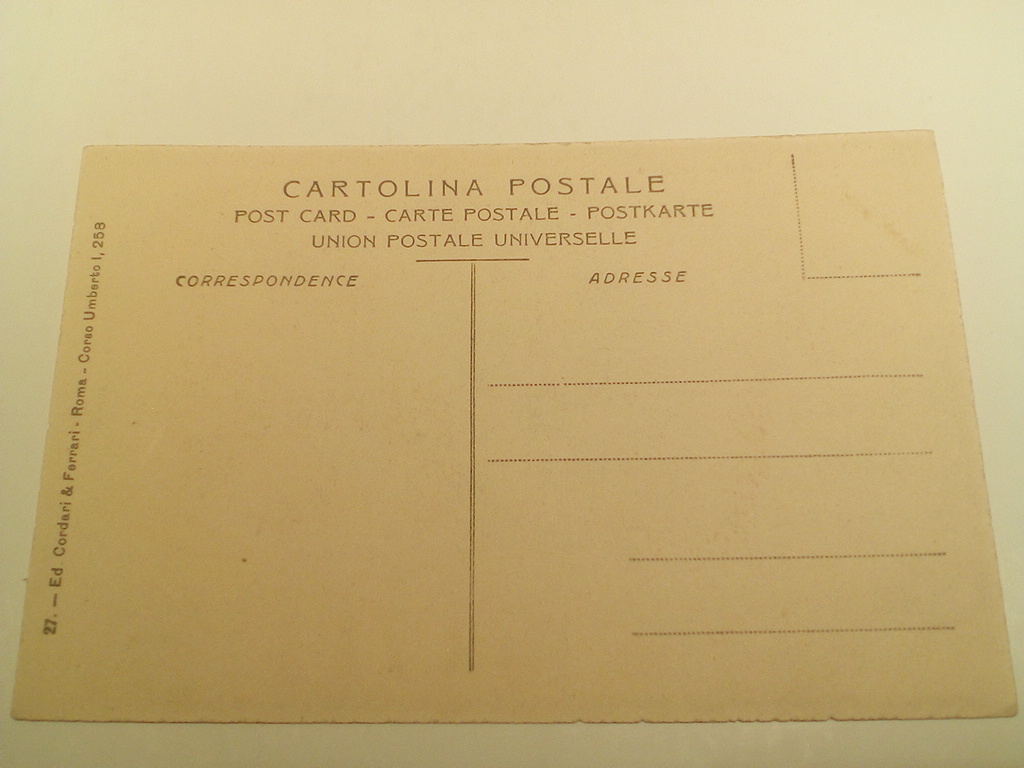 CARTOLINA POSTALE
POST CARD - CARTE POSTALE - POSTKARTE
UNION POSTALE UNIVERSELLE
CORRESPONDENCE
ADRESSE
27. — Ed. Cordari & Ferrari - Roma - Corso Umberto I, 258